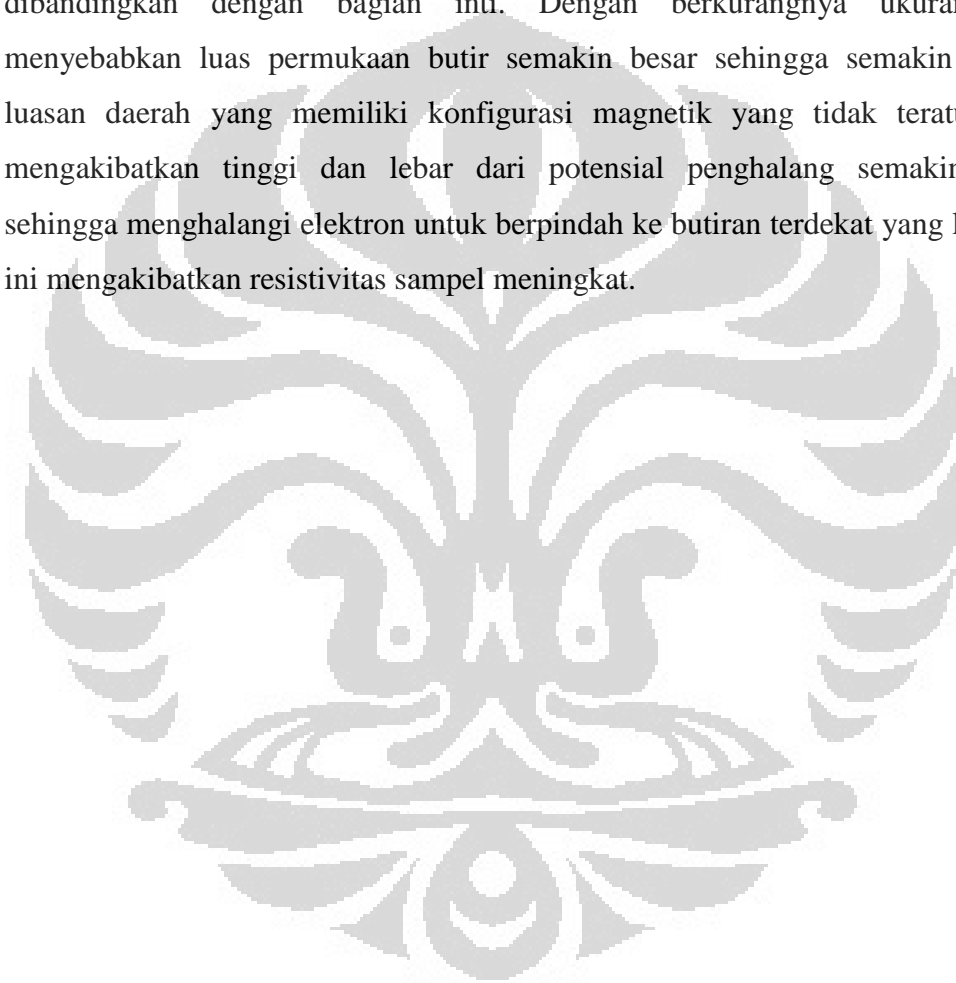 dibandingkan dengan bagian inti. Dengan berkurangnya ukuran
menyebabkan luas permukaan butir semakin besar sehingga semakin
luasan daerah yang memiliki konfigurasi magnetik yang tidak
mengakibatkan tinggi dan lebar dari potensial penghalang semakin
sehingga menghalangi elektron untuk berpindah ke butiran terdekat yang
ini mengakibatkan resistivitas sampel meningkat.